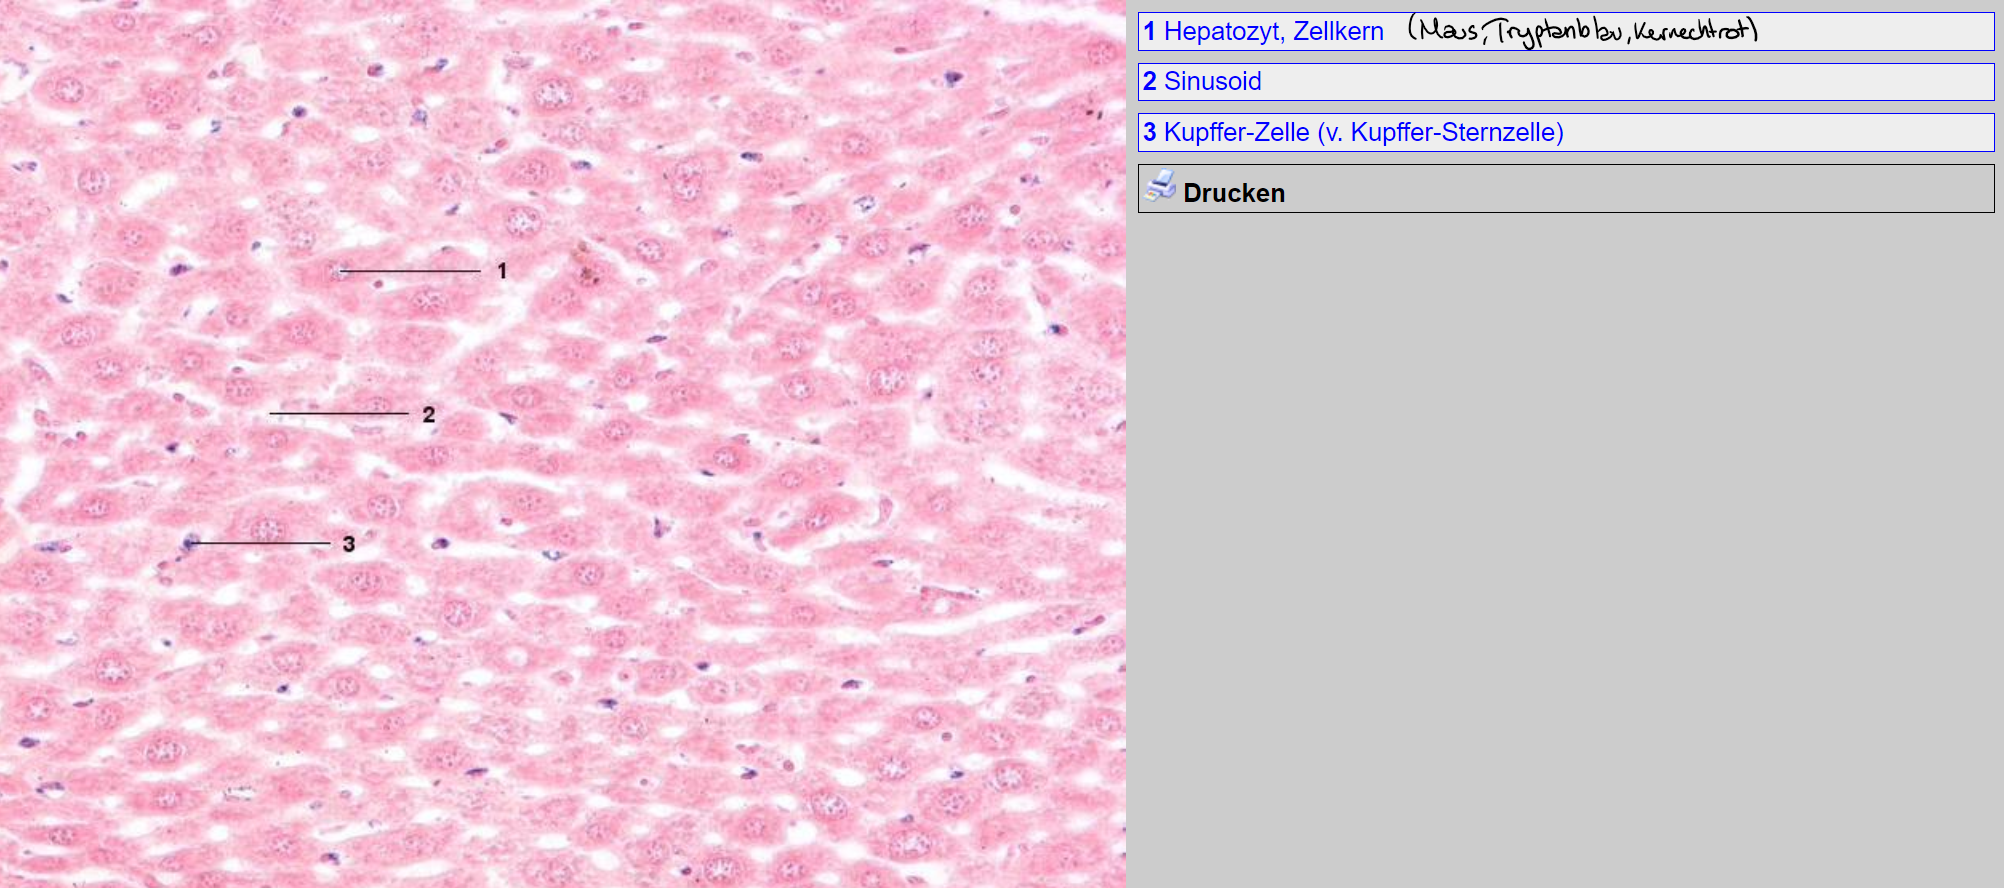 1 Hepatozyt, Zellkern (Maus, Tryptanblau, Kernechtrot)
2 Sinusoid
3 Kupffer-Zelle (v. Kupffer-Sternzelle)
Drucken
1
2
3